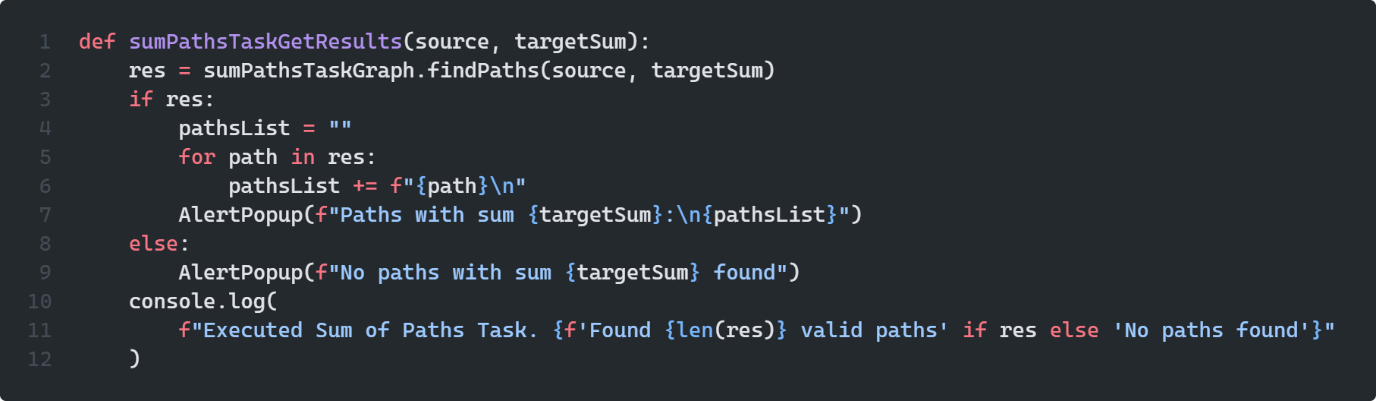 1 def sumPathsTaskGetResults(source, targetSum):
2     res = sumPathsTaskGraph.findPaths(source, targetSum)
3     if res:
4         pathsList = ""
5         for path in res:
6             pathsList += f"{path}\n"
7         AlertPopup(f"Paths with sum {targetSum}:\n{pathsList}")
8     else:
9         AlertPopup(f"No paths with sum {targetSum} found")
10     console.log(
11         f"Executed Sum of Paths Task. {f'Found {len(res)} valid paths' if res else 'No paths found'}"
12     )